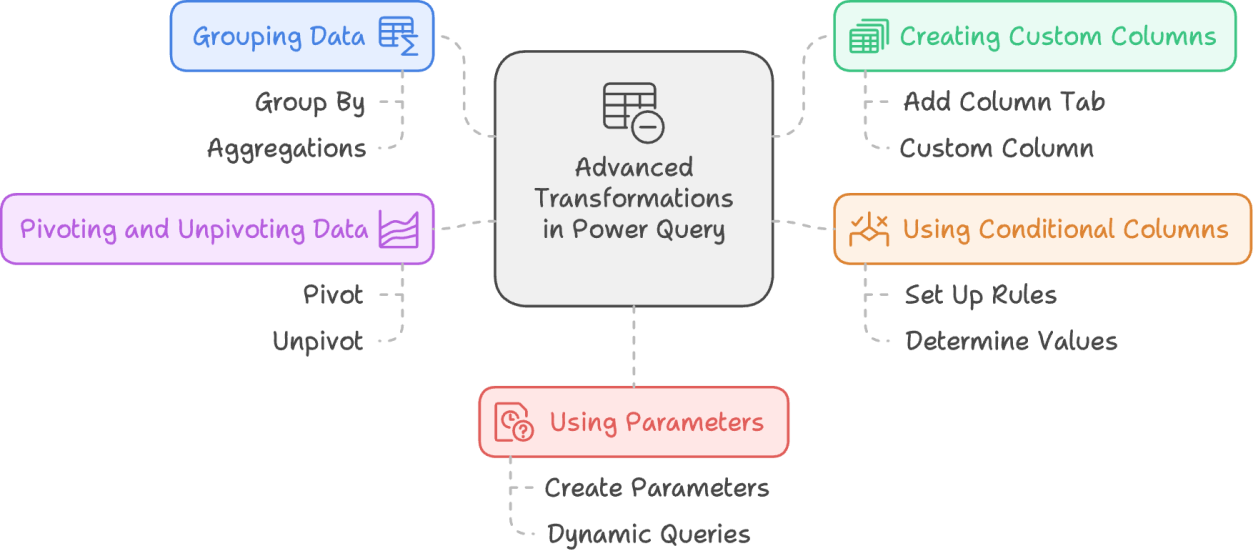 Advanced
Transformations
in Power Query
Grouping Data
Group By
Aggregations
Pivoting and Unpivoting Data
Pivot
Unpivot
Creating Custom Columns
Add Column Tab
Custom Column
Using Conditional Columns
Set Up Rules
Determine Values
Using Parameters
Create Parameters
Dynamic Queries